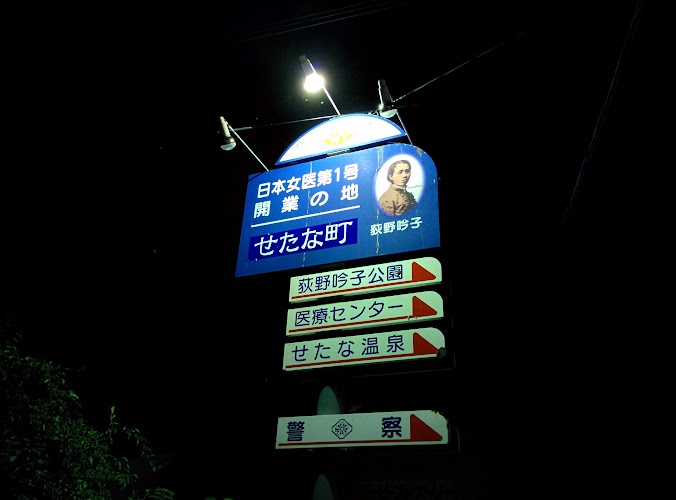 日本女医第1号
開業の地
せたな町
荻野吟子
荻野吟子公園
医療センター
せたな温泉
警察